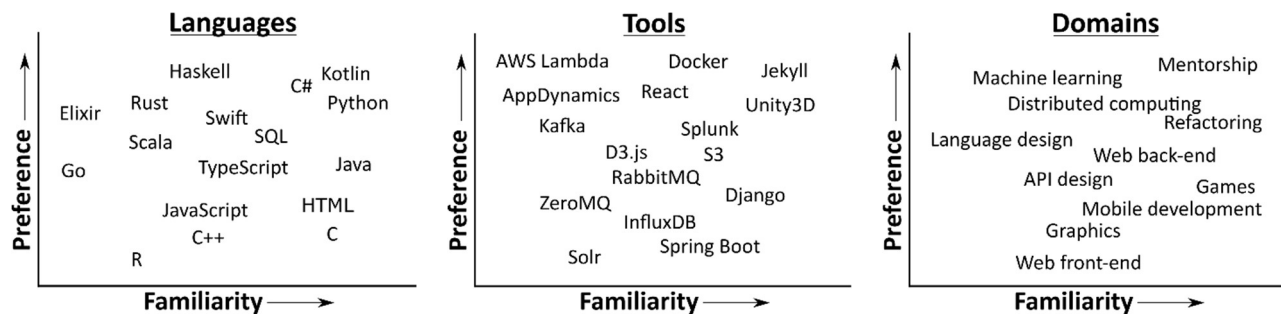 Languages
Preference
Haskell
Kotlin
C#
Python
Rust
Elixir
Swift
SQL
Scala
TypeScript
Java
Go
JavaScript
HTML
C++
C
R
Familiarity
Tools
Preference
AWS Lambda
Docker
Jekyll
AppDynamics
React
Unity3D
Kafka
Splunk
D3.js
S3
RabbitMQ
Django
ZeroMQ
InfluxDB
Spring Boot
Solr
Familiarity
Domains
Preference
Mentorship
Machine learning
Distributed computing
Refactoring
Language design
Web back-end
API design
Games
Mobile development
Graphics
Web front-end
Familiarity